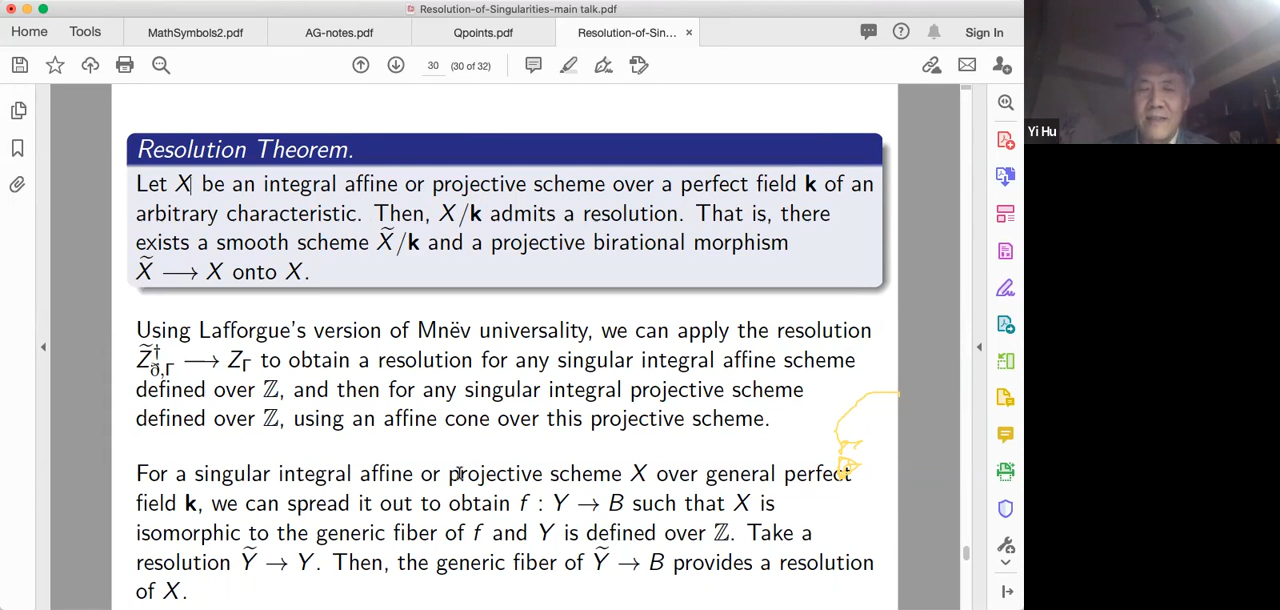 Resolution-of-Singularities-main talk.pdf
Home Tools MathSymbols2.pdf AG-notes.pdf Qpoints.pdf Resolution-of-Sin... × Sign In
30 (30 of 32)
Yi Hu
Resolution Theorem.
Let X be an integral affine or projective scheme over a perfect field k of an
arbitrary characteristic. Then, X/k admits a resolution. That is, there
exists a smooth scheme X̃/k and a projective birational morphism
X̃ ⟶ X onto X.
Using Lafforgue's version of Mnëv universality, we can apply the resolution
Z̃†ð,Γ ⟶ ZΓ to obtain a resolution for any singular integral affine scheme
defined over ℤ, and then for any singular integral projective scheme
defined over ℤ, using an affine cone over this projective scheme.
For a singular integral affine or projective scheme X over general perfect
field k, we can spread it out to obtain f : Y → B such that X is
isomorphic to the generic fiber of f and Y is defined over ℤ. Take a
resolution Ỹ → Y. Then, the generic fiber of Ỹ → B provides a resolution
of X.